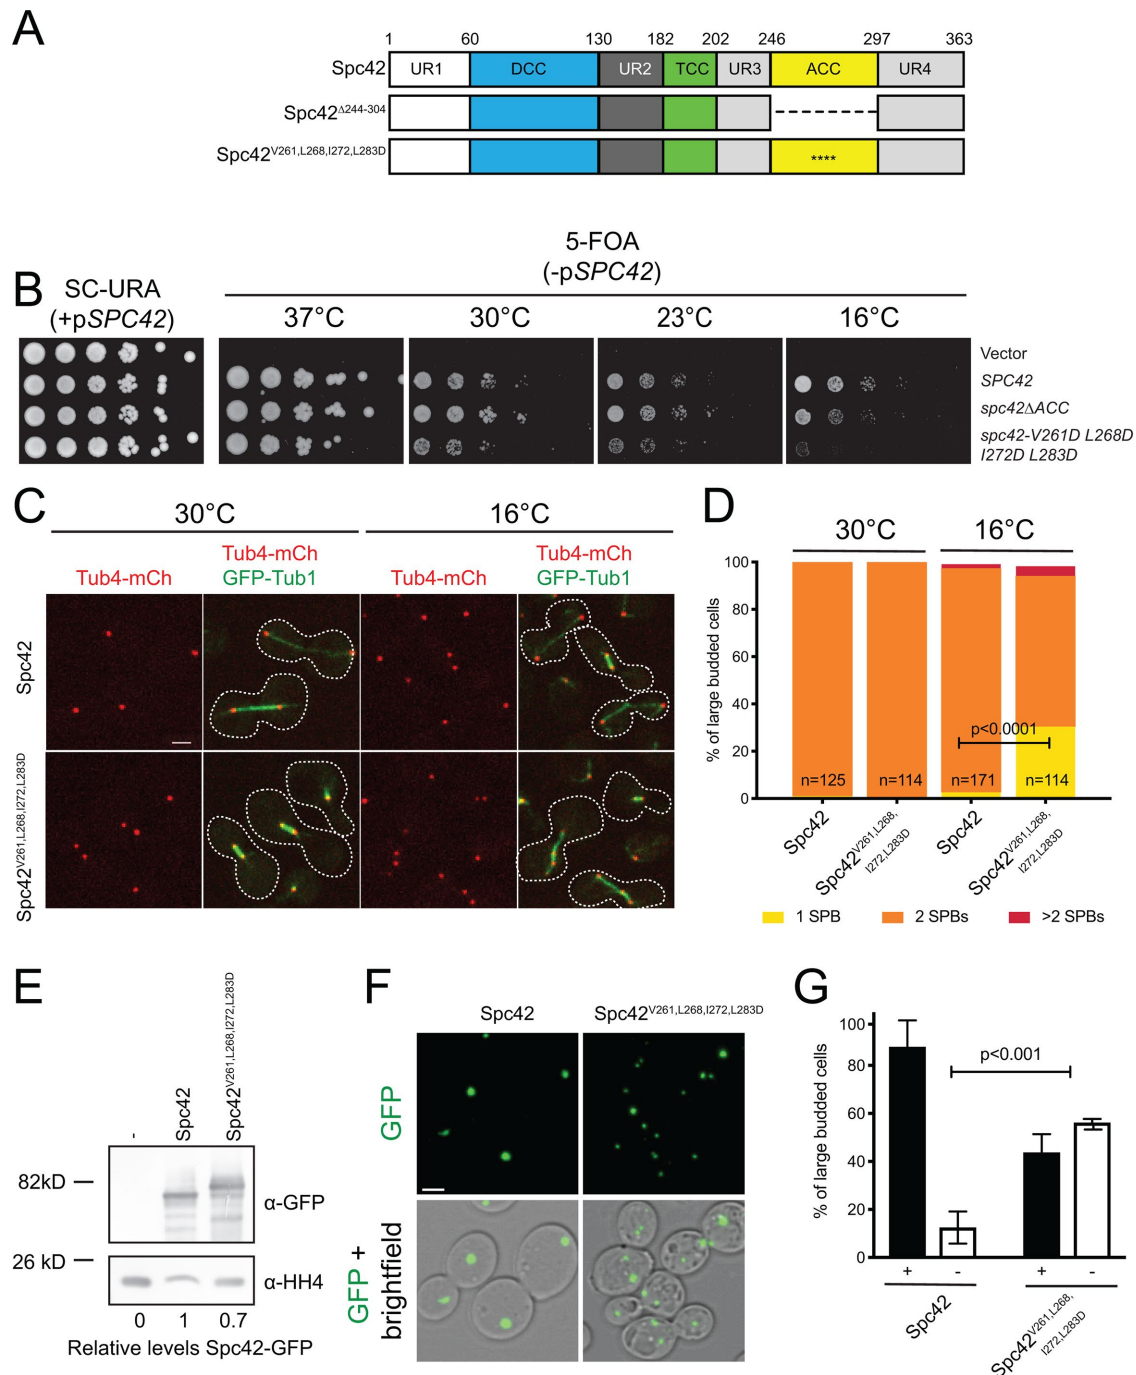 A
1 60 130 182 202 246 297 363
Spc42 UR1 DCC UR2 TCC UR3 ACC UR4
Spc42Δ244-304
Spc42V261,L268,I272,L283D ****
B
SC-URA
(+pSPC42)
5-FOA
(-pSPC42)
37°C 30°C 23°C 16°C
Vector
SPC42
spc42ΔACC
spc42-V261D L268D
I272D L283D
C
30°C 16°C
Tub4-mCh
Tub4-mCh
GFP-Tub1
Tub4-mCh
Tub4-mCh
GFP-Tub1
Spc42
Spc42V261,L268,I272,L283D
D
30°C 16°C
% of large budded cells
100
80
60
40
20
0
p<0.0001
n=125 n=114 n=171 n=114
Spc42
Spc42V261,L268,
I272,L283D
Spc42
Spc42V261,L268,
I272,L283D
1 SPB 2 SPBs >2 SPBs
E
-
Spc42
Spc42V261,L268,I272,L283D
82kD
α-GFP
26 kD
α-HH4
0 1 0.7
Relative levels Spc42-GFP
F
Spc42 Spc42V261,L268,I272,L283D
GFP
GFP +
brightfield
G
% of large budded cells
100
80
60
40
20
0
p<0.001
+ - + -
Spc42
Spc42V261,L268,
I272,L283D